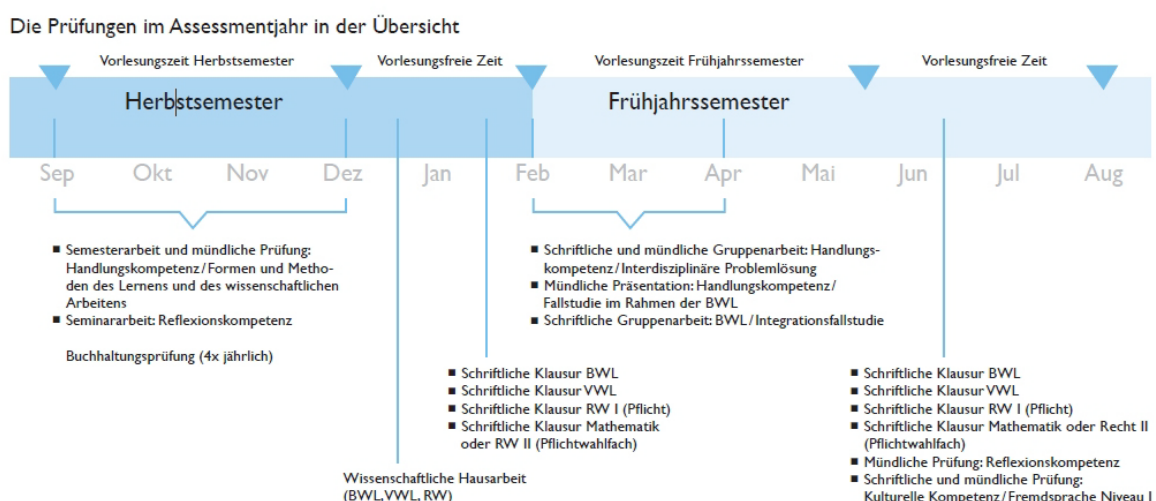 Die Prüfungen im Assessmentjahr in der Übersicht
Vorlesungszeit Herbstsemester
Vorlesungsfreie Zeit
Vorlesungszeit Frühjahrssemester
Vorlesungsfreie Zeit
Herbstsemester
Frühjahrssemester
Sep Okt Nov Dez Jan Feb Mar Apr Mai Jun Jul Aug
■ Semesterarbeit und mündliche Prüfung:
Handlungskompetenz/Formen und Metho-
den des Lernens und des wissenschaftlichen
Arbeitens
■ Seminararbeit: Reflexionskompetenz
Buchhaltungsprüfung (4x jährlich)
■ Schriftliche und mündliche Gruppenarbeit: Handlungs-
kompetenz/Interdisziplinäre Problemlösung
■ Mündliche Präsentation: Handlungskompetenz/
Fallstudie im Rahmen der BWL
■ Schriftliche Gruppenarbeit: BWL/Integrationsfallstudie
■ Schriftliche Klausur BWL
■ Schriftliche Klausur VWL
■ Schriftliche Klausur RW I (Pflicht)
■ Schriftliche Klausur Mathematik
oder RW II (Pflichtwahlfach)
Wissenschaftliche Hausarbeit
(BWL, VWL, RW)
■ Schriftliche Klausur BWL
■ Schriftliche Klausur VWL
■ Schriftliche Klausur RW I (Pflicht)
■ Schriftliche Klausur Mathematik oder Recht II
(Pflichtwahlfach)
■ Mündliche Prüfung: Reflexionskompetenz
■ Schriftliche und mündliche Prüfung:
Kulturelle Kompetenz/Fremdsprache Niveau I